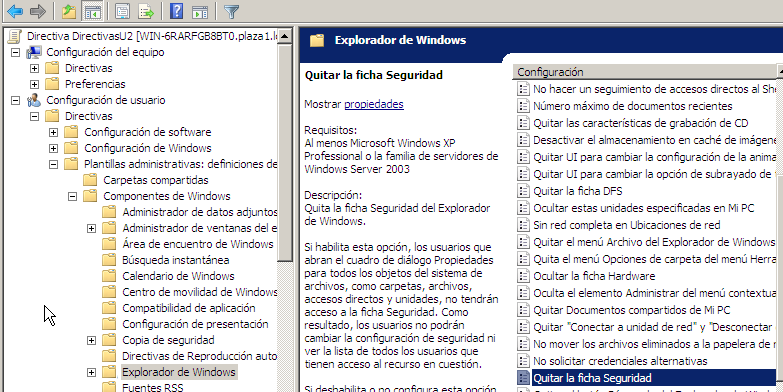 Directiva DirectivasU2 [WIN-6RARFGB8BT0.plaza1.lo
Configuración del equipo
Directivas
Preferencias
Configuración de usuario
Directivas
Configuración de software
Configuración de Windows
Plantillas administrativas: definiciones de
Carpetas compartidas
Componentes de Windows
Administrador de datos adjuntos
Administrador de ventanas del e
Área de encuentro de Windows
Búsqueda instantánea
Calendario de Windows
Centro de movilidad de Windows
Compatibilidad de aplicación
Configuración de presentación
Copia de seguridad
Directivas de Reproducción auto
Explorador de Windows
Fuentes RSS
Explorador de Windows
Quitar la ficha Seguridad
Mostrar propiedades
Requisitos:
Al menos Microsoft Windows XP
Professional o la familia de servidores de
Windows Server 2003
Descripción:
Quita la ficha Seguridad del Explorador
de Windows.
Si habilita esta opción, los usuarios que
abran el cuadro de diálogo Propiedades
para todos los objetos del sistema de
archivos, como carpetas, archivos,
accesos directos y unidades, no tendrán
acceso a la ficha Seguridad. Como
resultado, los usuarios no podrán
cambiar la configuración de seguridad ni
ver la lista de todos los usuarios que
tienen acceso al recurso en cuestión.
Si deshabilita o no configura esta opción
Configuración
No hacer un seguimiento de accesos directos al She
Número máximo de documentos recientes
Quitar las características de grabación de CD
Desactivar el almacenamiento en caché de imágene
Quitar UI para cambiar la configuración de la anima
Quitar UI para cambiar la opción de subrayado de
Quitar la ficha DFS
Ocultar estas unidades especificadas en Mi PC
Sin red completa en Ubicaciones de red
Quitar el menú Archivo del Explorador de Windows
Quita el menú Opciones de carpeta del menú Herra
Ocultar la ficha Hardware
Oculta el elemento Administrar del menú contextua
Quitar Documentos compartidos de Mi PC
Quitar "Conectar a unidad de red" y "Desconectar
No mover los archivos eliminados a la papelera de r
No solicitar credenciales alternativas
Quitar la ficha Seguridad